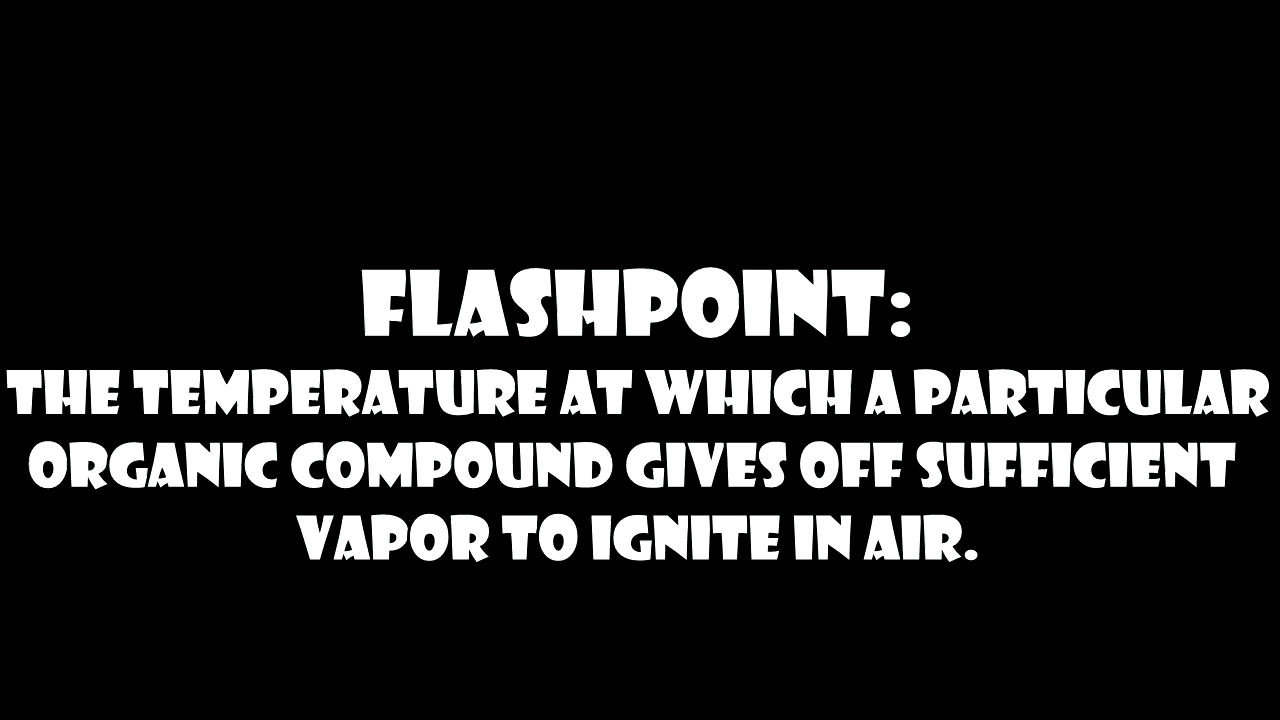 FLASHPOINT:
THE TEMPERATURE AT WHICH A PARTICULAR
ORGANIC COMPOUND GIVES OFF SUFFICIENT
VAPOR TO IGNITE IN AIR.